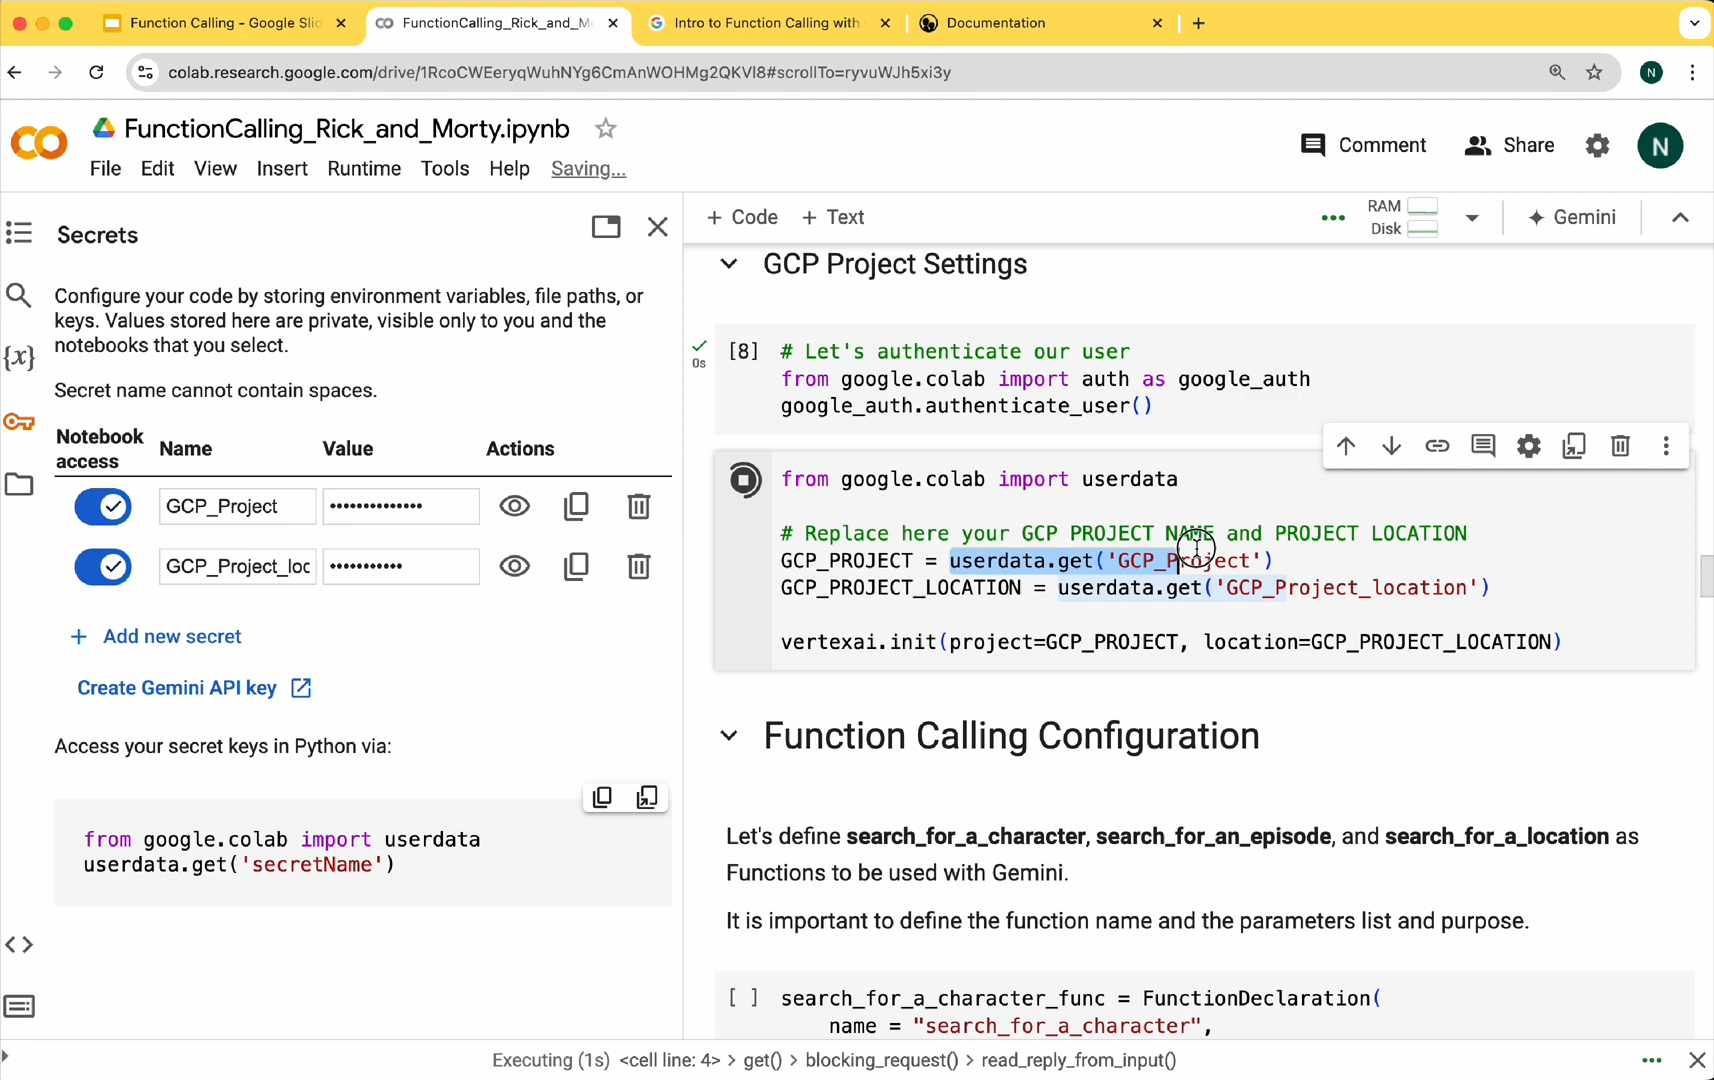 Function Calling - Google Slid
FunctionCalling_Rick_and_M
Intro to Function Calling with
Documentation
colab.research.google.com/drive/1RcoCWEeryqWuhNYg6CmAnWOHMg2QKVI8#scrollTo=ryvuWJh5xi3y
N
FunctionCalling_Rick_and_Morty.ipynb
Comment
Share
N
File Edit View Insert Runtime Tools Help Saving...
Secrets
Configure your code by storing environment variables, file paths, or
keys. Values stored here are private, visible only to you and the
notebooks that you select.
Secret name cannot contain spaces.
Notebook access Name Value Actions
GCP_Project ••••••••••••••
GCP_Project_loc •••••••••••
+ Add new secret
Create Gemini API key
Access your secret keys in Python via:
from google.colab import userdata
userdata.get('secretName')
+ Code + Text
RAM
Disk
Gemini
GCP Project Settings
0s
[8] # Let's authenticate our user
from google.colab import auth as google_auth
google_auth.authenticate_user()
from google.colab import userdata
# Replace here your GCP PROJECT NAME and PROJECT LOCATION
GCP_PROJECT = userdata.get('GCP_Project')
GCP_PROJECT_LOCATION = userdata.get('GCP_Project_location')
vertexai.init(project=GCP_PROJECT, location=GCP_PROJECT_LOCATION)
Function Calling Configuration
Let's define search_for_a_character, search_for_an_episode, and search_for_a_location as
Functions to be used with Gemini.
It is important to define the function name and the parameters list and purpose.
[ ] search_for_a_character_func = FunctionDeclaration(
name = "search_for_a_character",
Executing (1s) <cell line: 4> > get() > blocking_request() > read_reply_from_input()